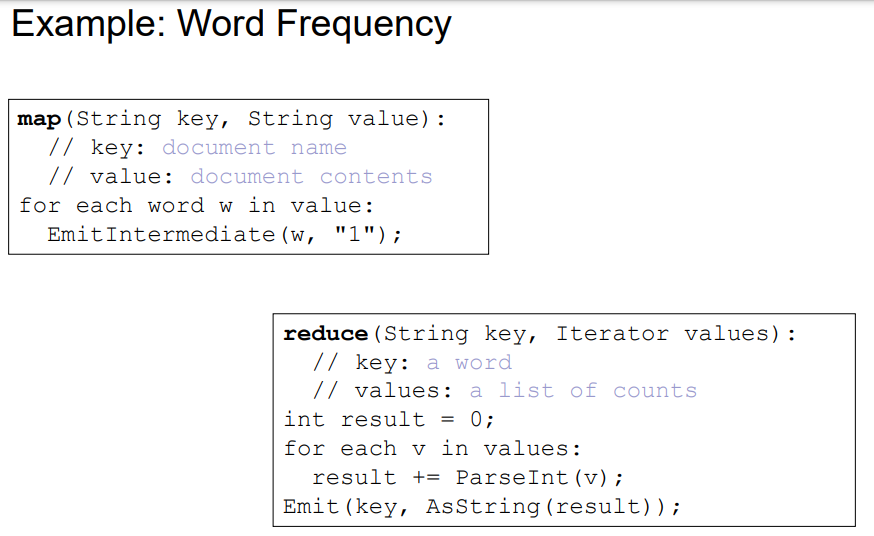 Example: Word Frequency
map(String key, String value):
// key: document name
// value: document contents
for each word w in value:
EmitIntermediate(w, "1");
reduce(String key, Iterator values):
// key: a word
// values: a list of counts
int result = 0;
for each v in values:
result += ParseInt(v);
Emit(key, AsString(result));